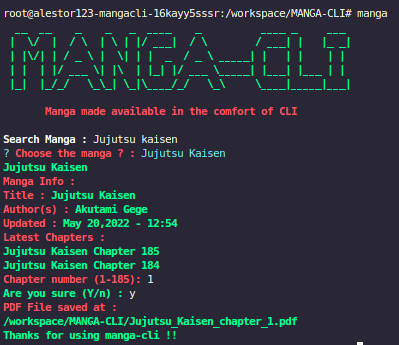 root@alestor123-mangacli-16kayy5sssr:/workspace/MANGA-CLI# manga
MANGA-CLI
Manga made available in the comfort of CLI
Search Manga : Jujutsu kaisen
? Choose the manga ? : Jujutsu Kaisen
Jujutsu Kaisen
Manga Info :
Title : Jujutsu Kaisen
Author(s) : Akutami Gege
Updated : May 20,2022 - 12:54
Latest Chapters :
Jujutsu Kaisen Chapter 185
Jujutsu Kaisen Chapter 184
Chapter number (1-185): 1
Are you sure (Y/n) : y
PDF File saved at :
/workspace/MANGA-CLI/Jujutsu_Kaisen_chapter_1.pdf
Thanks for using manga-cli !!